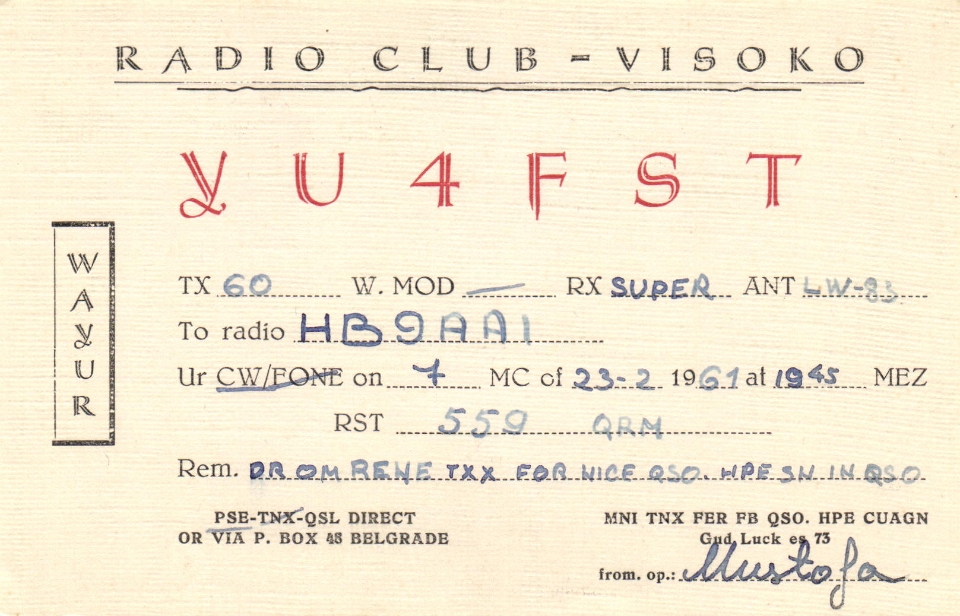 RADIO CLUB - VISOKO
YU4FST
WAYUR
TX 60 W. MOD — RX SUPER ANT LW-83
To radio HB9AAI
Ur CW/FONE on 7 MC of 23-2 1961 at 1945 MEZ
RST 559 QRM
Rem. DR OM RENE TXX FOR NICE QSO. HPE SN IN QSO
PSE-TNX-QSL DIRECT
OR VIA P. BOX 48 BELGRADE
MNI TNX FER FB QSO. HPE CUAGN
Gud Luck es 73
from. op.: Mustofa